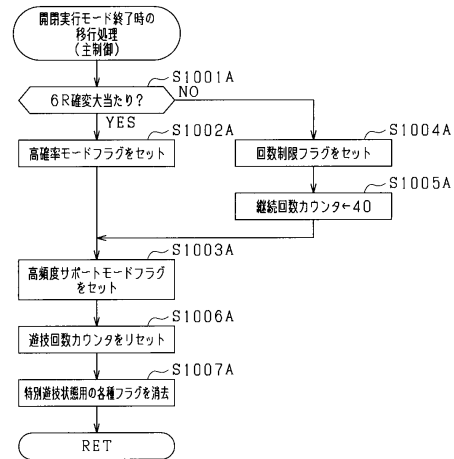 開閉実行モード終了時の
移行処理
（主制御）
S1001A
6R確変大当たり？
NO
YES
S1002A
高確率モードフラグをセット
S1004A
回数制限フラグをセット
S1005A
継続回数カウンタ←40
S1003A
高頻度サポートモードフラグ
をセット
S1006A
遊技回数カウンタをリセット
S1007A
特別遊技状態用の各種フラグを消去
RET